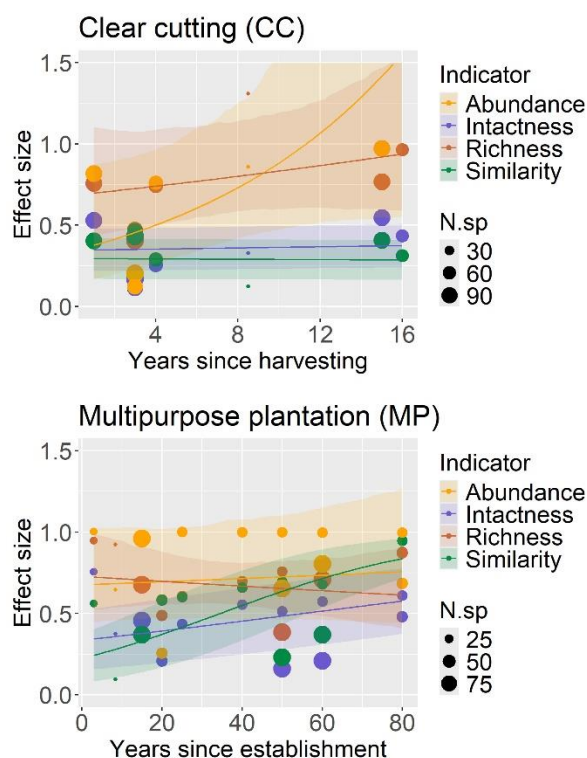 Clear cutting (CC)
1.5
1.0
0.5
0.0
Effect size
4
8
12
16
Years since harvesting
Indicator
Abundance
Intactness
Richness
Similarity
N.sp
30
60
90
Multipurpose plantation (MP)
1.5
1.0
0.5
0.0
Effect size
0
20
40
60
80
Years since establishment
Indicator
Abundance
Intactness
Richness
Similarity
N.sp
25
50
75